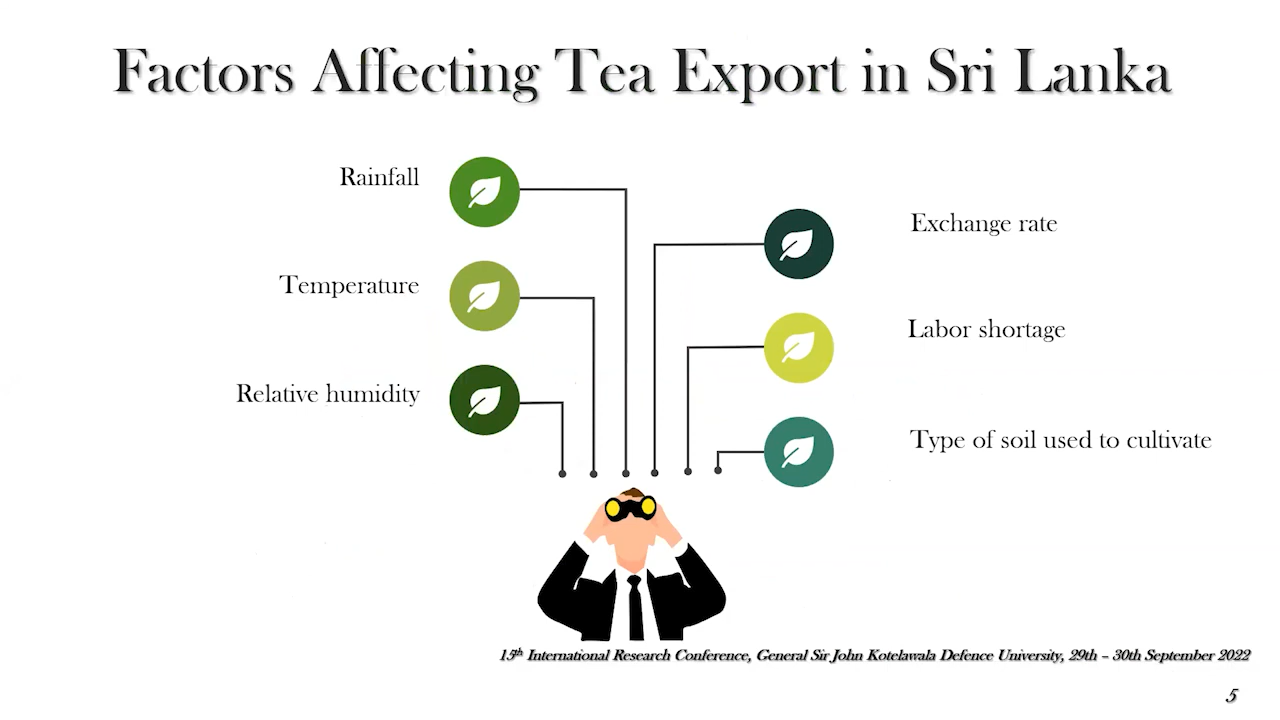 Factors Affecting Tea Export in Sri Lanka
Rainfall
Temperature
Relative humidity
Exchange rate
Labor shortage
Type of soil used to cultivate
15th International Research Conference, General Sir John Kotelawala Defence University, 29th – 30th September 2022
5